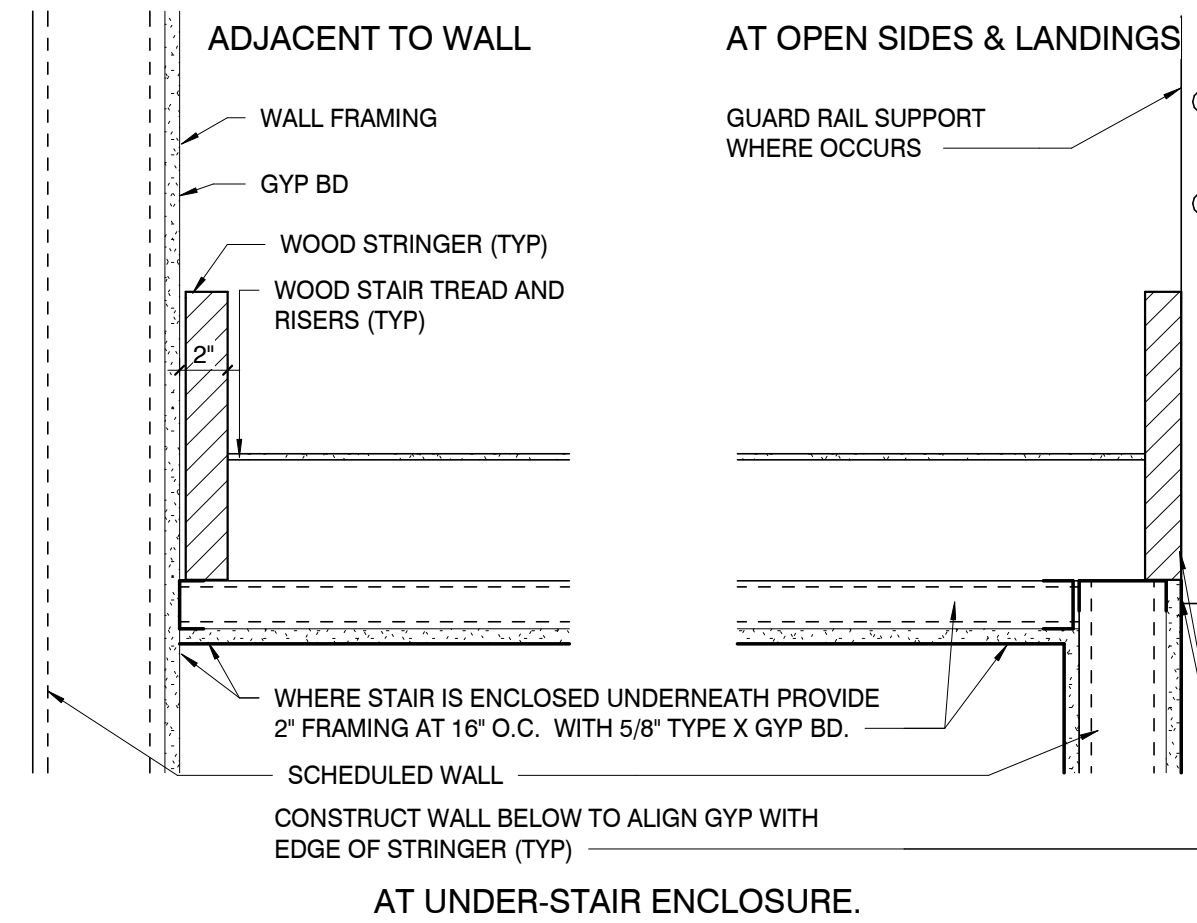 ADJACENT TO WALL
AT OPEN SIDES & LANDINGS
WALL FRAMING
GYP BD
WOOD STRINGER (TYP)
WOOD STAIR TREAD AND
RISERS (TYP)
GUARD RAIL SUPPORT
WHERE OCCURS
2"
WHERE STAIR IS ENCLOSED UNDERNEATH PROVIDE
2" FRAMING AT 16" O.C. WITH 5/8" TYPE X GYP BD.
SCHEDULED WALL
CONSTRUCT WALL BELOW TO ALIGN GYP WITH
EDGE OF STRINGER (TYP)
AT UNDER-STAIR ENCLOSURE.